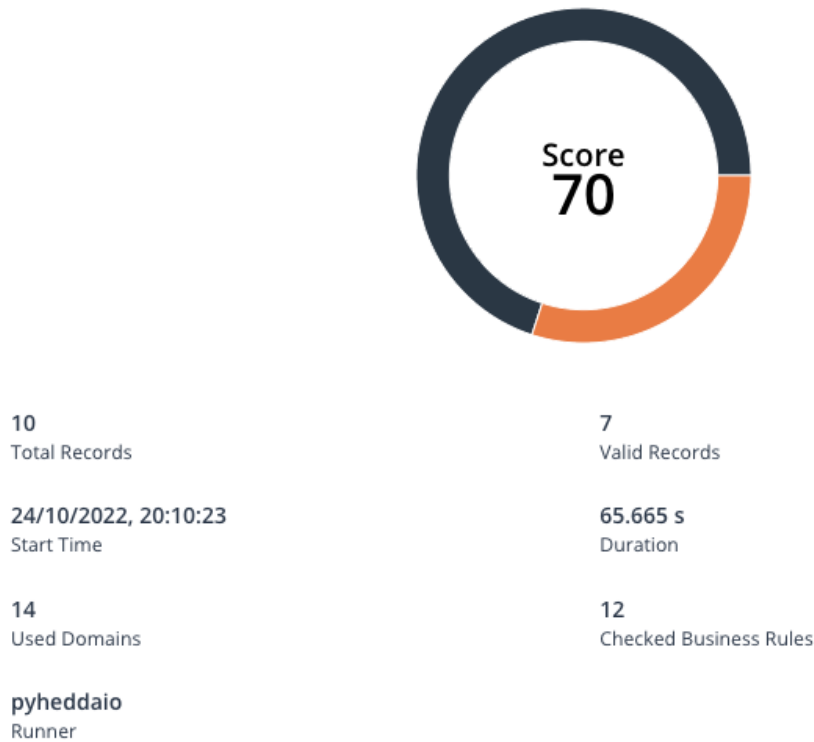 Score
70
10
Total Records
7
Valid Records
24/10/2022, 20:10:23
Start Time
65.665 s
Duration
14
Used Domains
12
Checked Business Rules
pyheddaio
Runner